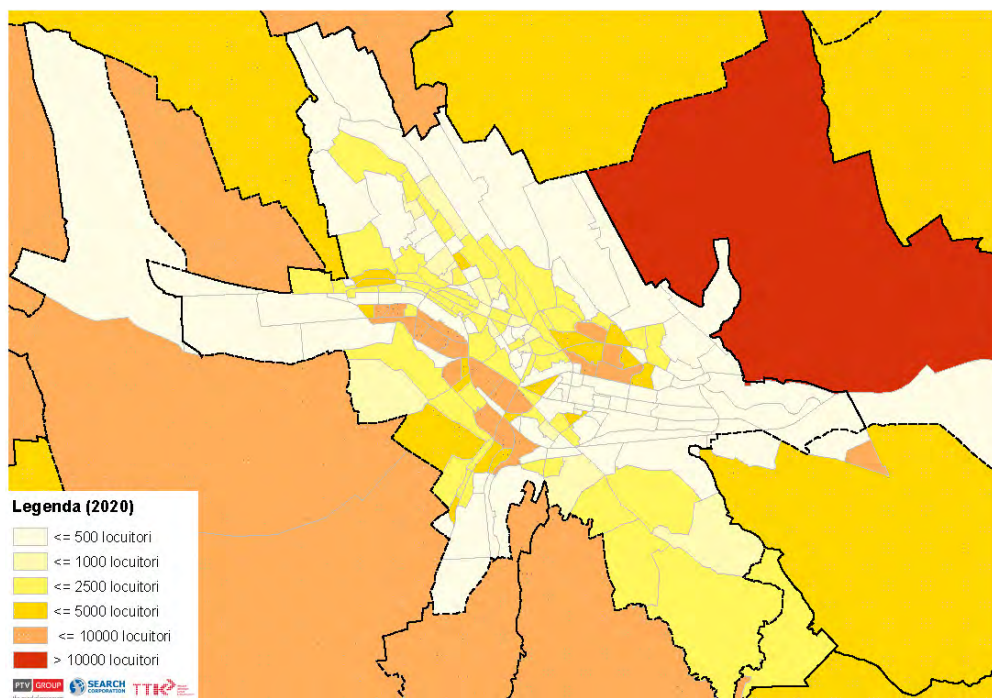 Legenda (2020)
<= 500 locuitori
<= 1000 locuitori
<= 2500 locuitori
<= 5000 locuitori
<= 10000 locuitori
> 10000 locuitori
PTV GROUP
SEARCH CORPORATION
TTK